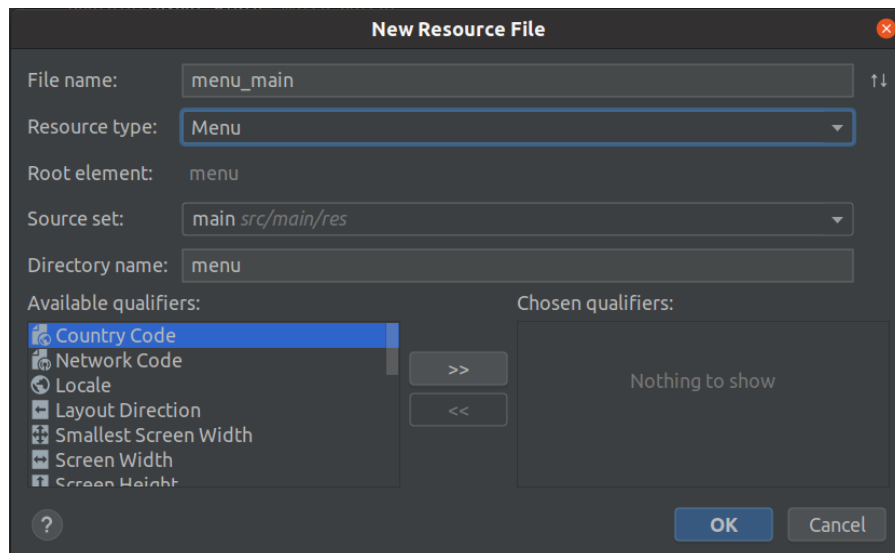 New Resource File
File name: menu_main
Resource type: Menu
Root element: menu
Source set: main src/main/res
Directory name: menu
Available qualifiers:
Chosen qualifiers:
Country Code
Network Code
Locale
Layout Direction
Smallest Screen Width
Screen Width
Screen Height
>>
<<
Nothing to show
?
OK
Cancel